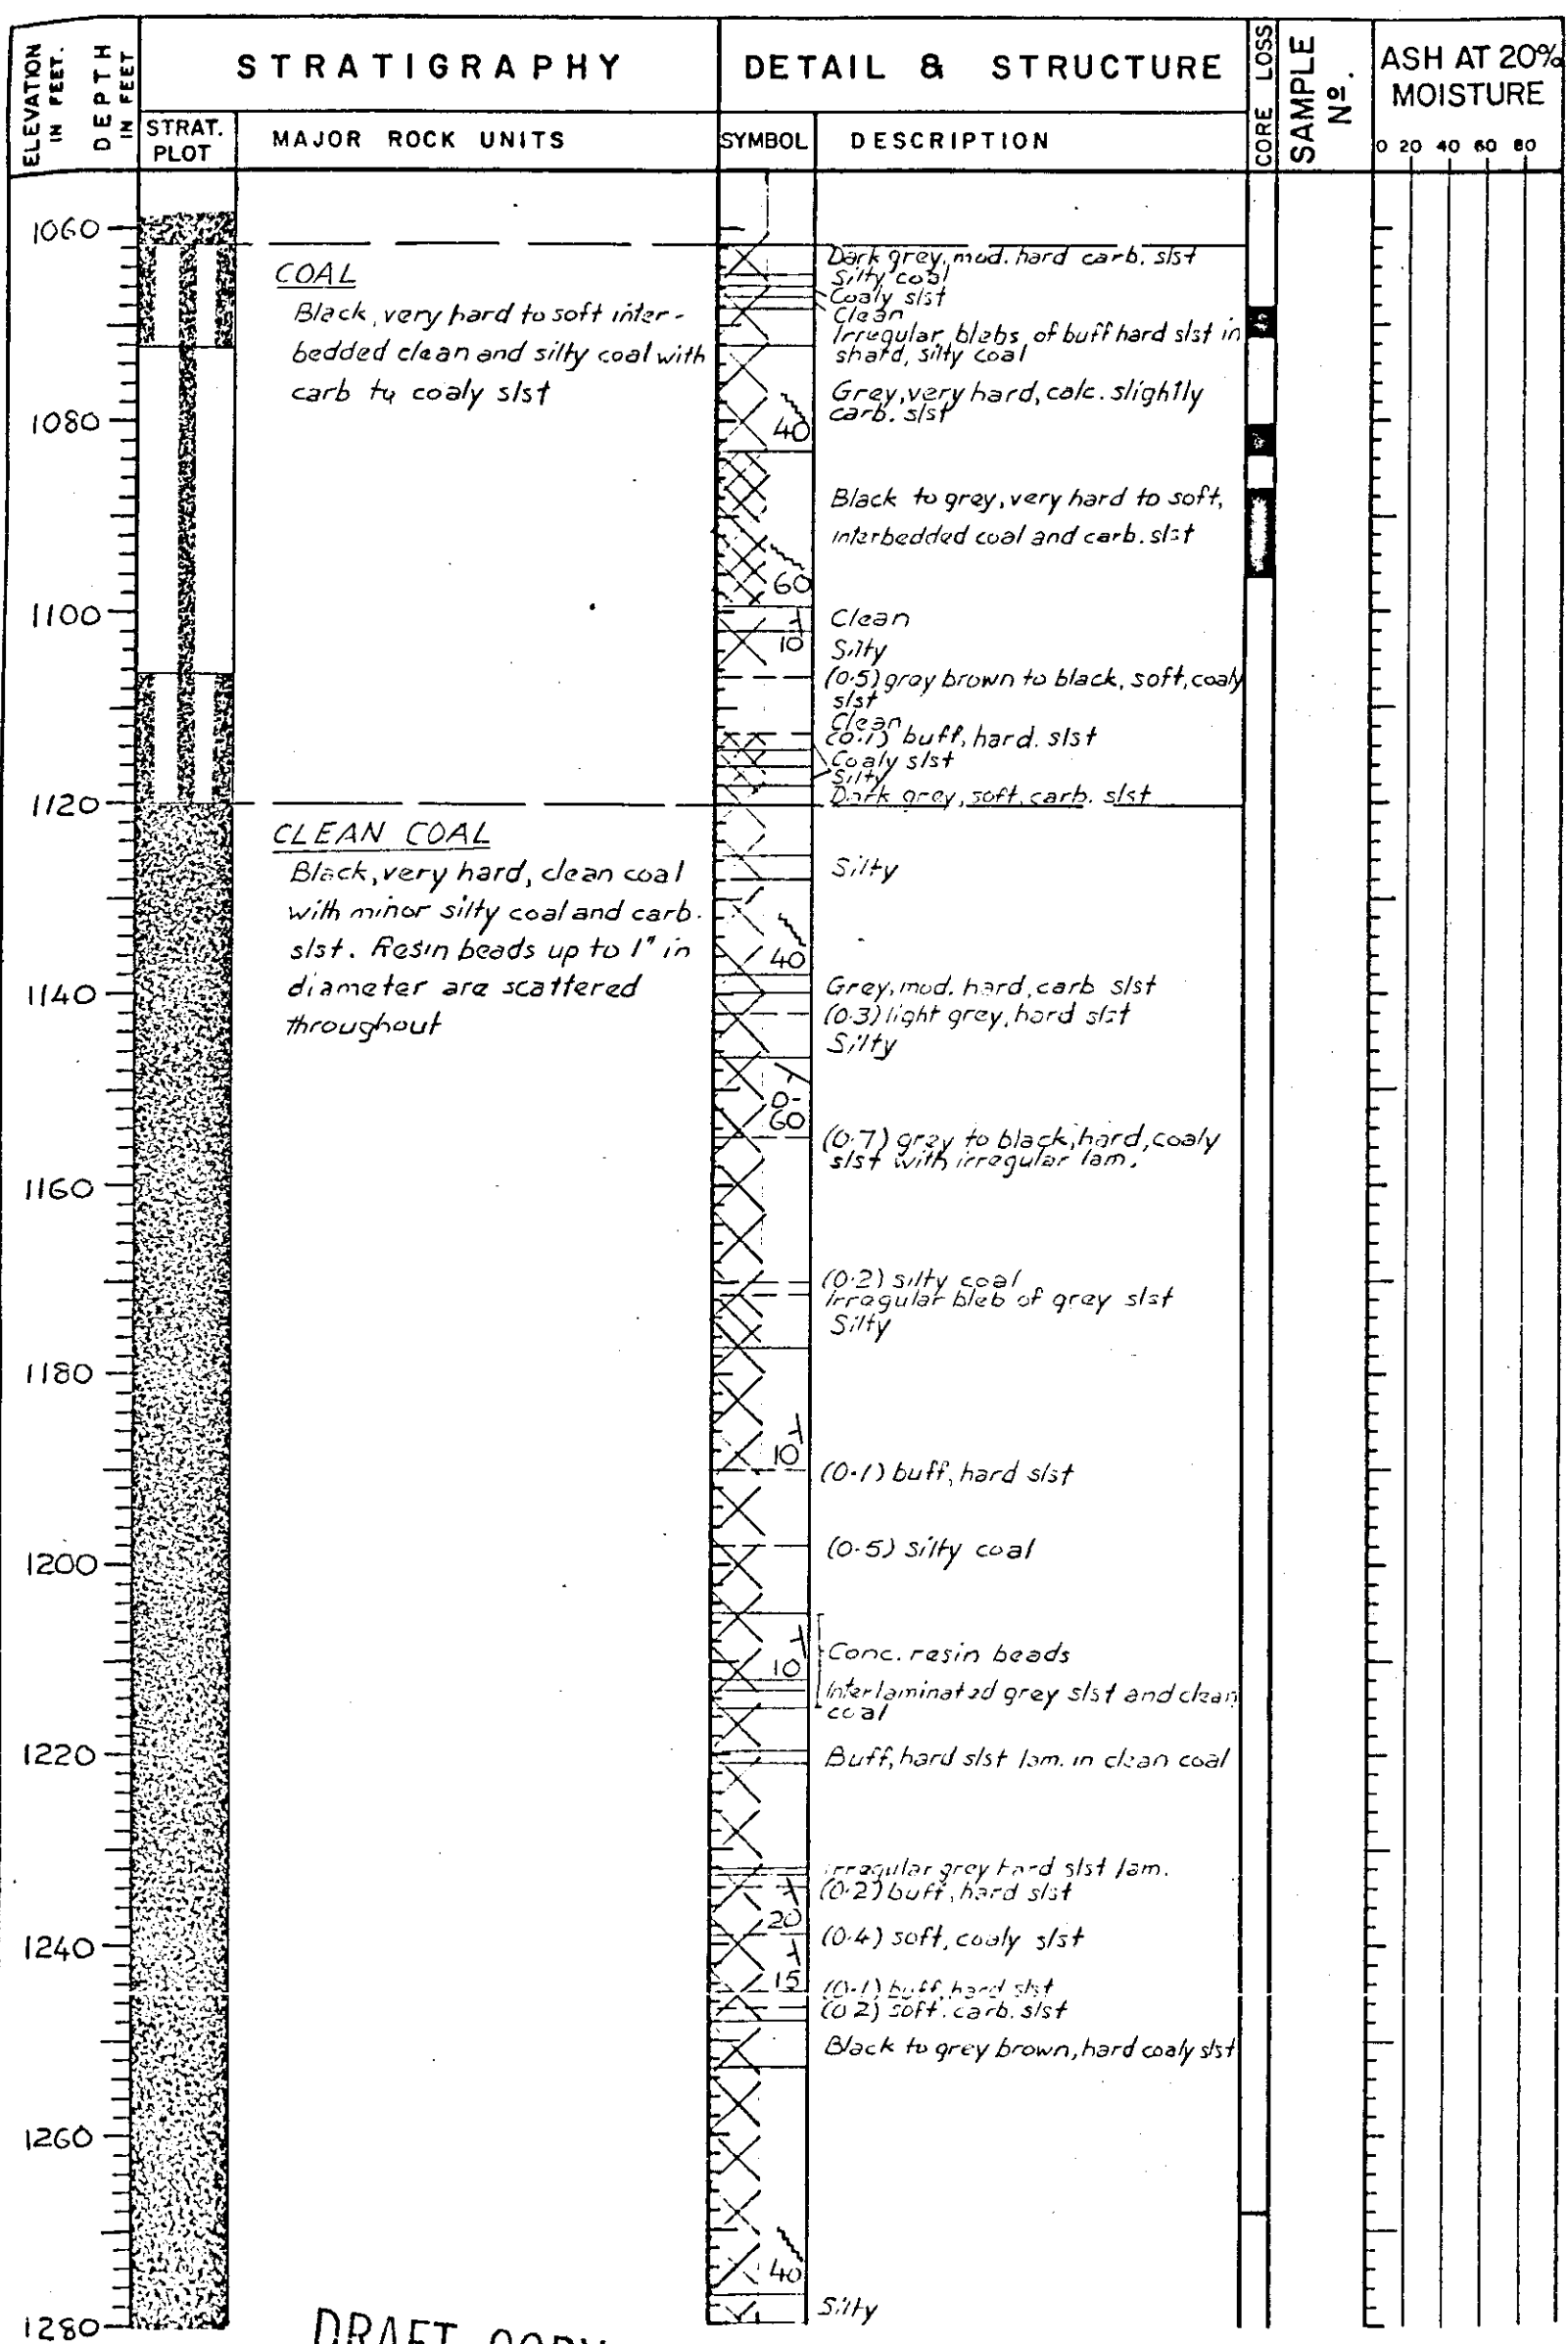 ELEVATION IN FEET.
DEPTH IN FEET
STRATIGRAPHY
DETAIL & STRUCTURE
CORE LOSS
SAMPLE Nº.
ASH AT 20% MOISTURE
STRAT. PLOT
MAJOR ROCK UNITS
SYMBOL
DESCRIPTION
0 20 40 60 80
1060
COAL
Black, very hard to soft inter-
bedded clean and silty coal with
carb to coaly slst
Dark grey, mod. hard carb. slst
Silty coal
Coaly slst
Clean
Irregular blebs of buff hard slst in
shard, silty coal
Grey, very hard, calc. slightly
carb. slst
1080
40
Black to grey, very hard to soft,
interbedded coal and carb. slst
60
1100
Clean
10
Silty
(0.5) grey brown to black, soft, coaly
slst
Clean
(0.1) buff, hard. slst
Coaly slst
Silty
Dark grey, soft, carb. slst
1120
CLEAN COAL
Black, very hard, clean coal
with minor silty coal and carb.
slst. Resin beads up to 1" in
diameter are scattered
throughout
Silty
40
1140
Grey, mod. hard, carb slst
(0.3) light grey, hard slst
Silty
0-
60
(0.7) grey to black, hard, coaly
slst with irregular lam.
1160
(0.2) silty coal
Irregular bleb of grey slst
Silty
1180
10
(0.1) buff, hard slst
(0.5) silty coal
1200
Conc. resin beads
10
Interlaminated grey slst and clean
coal
1220
Buff, hard slst lam. in clean coal
Irregular grey hard slst lam.
(0.2) buff, hard slst
20
(0.4) soft, coaly slst
1240
15
(0.1) buff, hard slst
(0.2) soft. carb. slst
Black to grey brown, hard coaly slst
1260
40
Silty
1280
DRAFT COPY